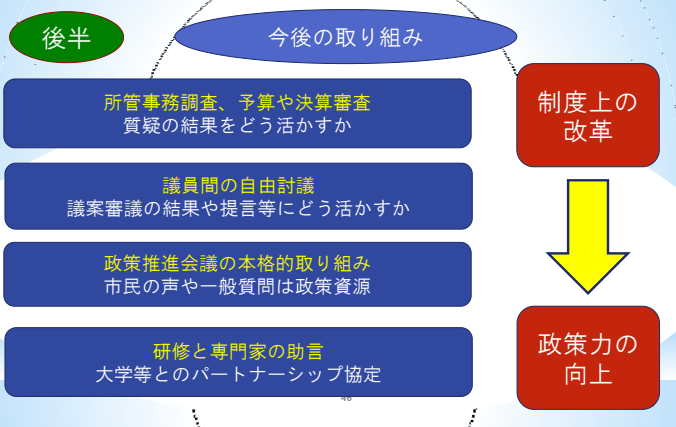 後半
今後の取り組み
所管事務調査、予算や決算審査
質疑の結果をどう活かすか
議員間の自由討議
議案審議の結果や提言等にどう活かすか
政策推進会議の本格的取り組み
市民の声や一般質問は政策資源
研修と専門家の助言
大学等とのパートナーシップ協定
制度上の
改革
政策力の
向上